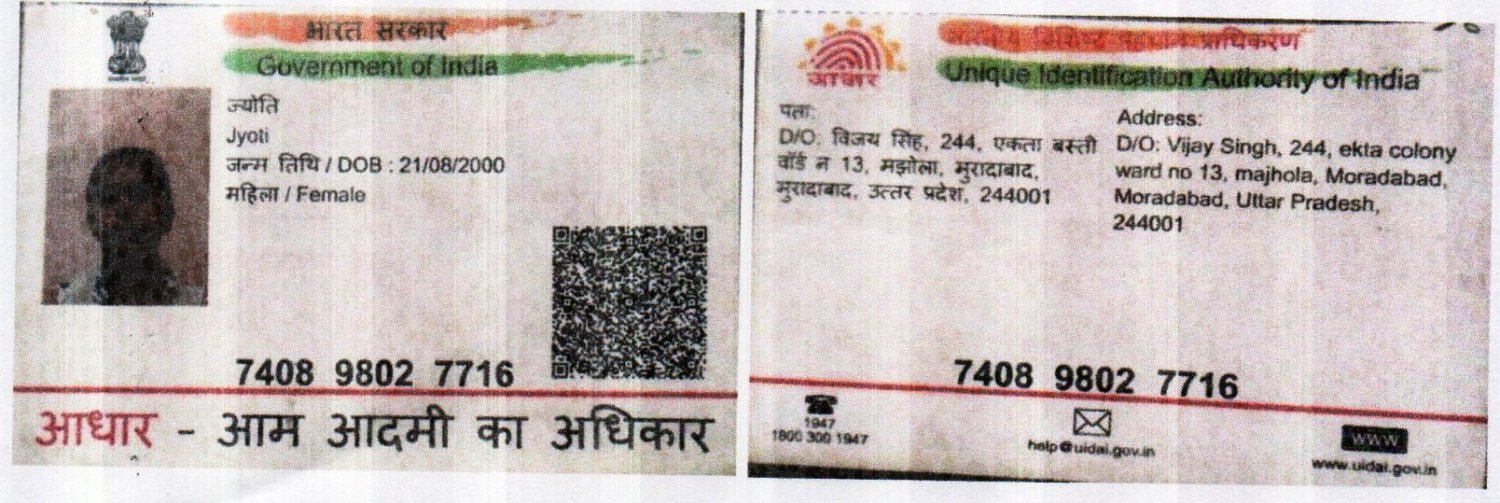 भारत सरकार
Government of India
ज्योति
Jyoti
जन्म तिथि / DOB : 21/08/2000
महिला / Female
7408 9802 7716
आधार - आम आदमी का अधिकार
आधार
भारतीय विशिष्ट पहचान प्राधिकरण
Unique Identification Authority of India
पता:
D/O: विजय सिंह, 244, एकता बस्ती
वॉर्ड न 13, मझोला, मुरादाबाद,
मुरादाबाद, उत्तर प्रदेश, 244001
Address:
D/O: Vijay Singh, 244, ekta colony
ward no 13, majhola, Moradabad,
Moradabad, Uttar Pradesh,
244001
7408 9802 7716
1947
1800 300 1947
help@uidai.gov.in
www
www.uidai.gov.in